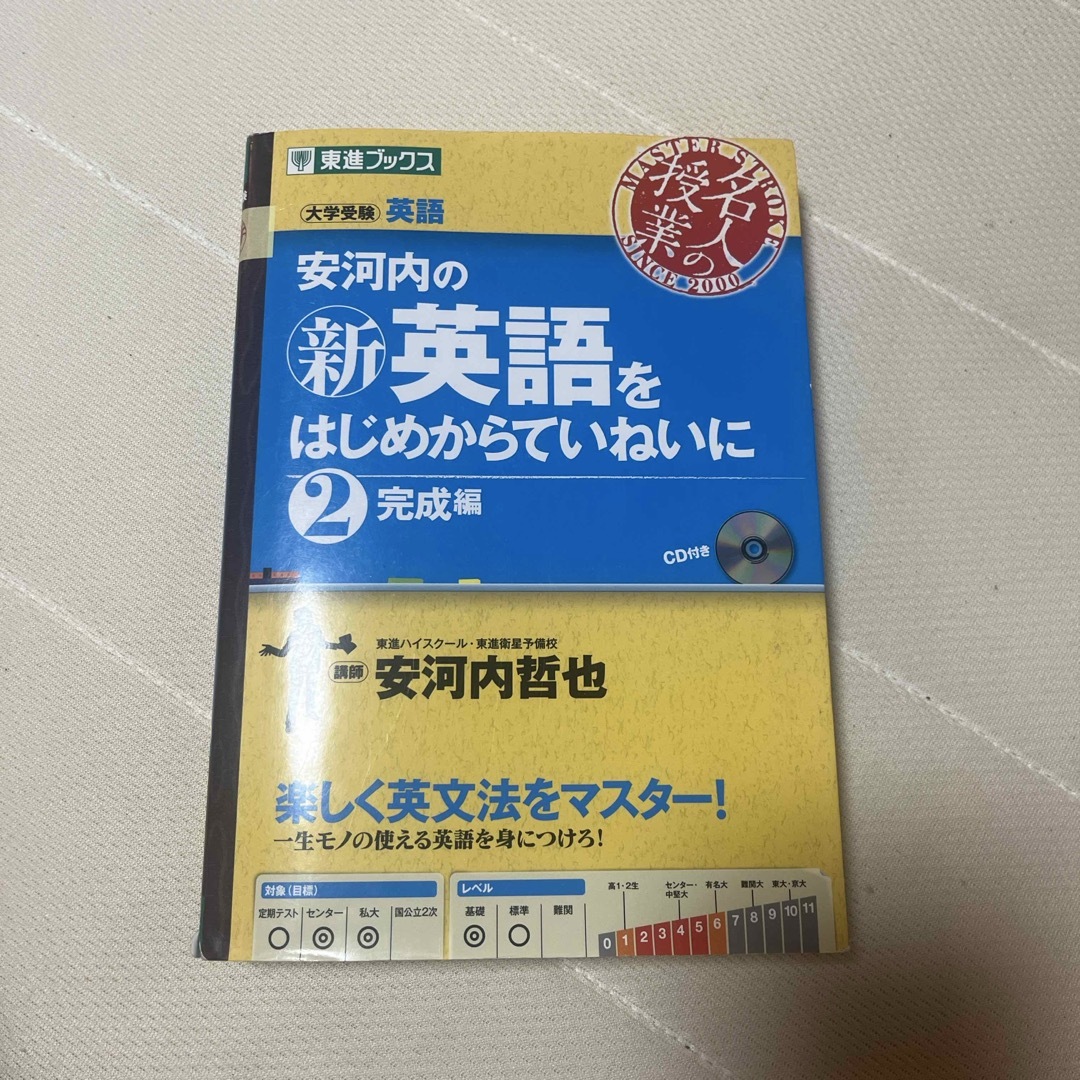 東進ブックス
MASTER STROKE
名人の
授業
SINCE 2000
大学受験 英語
安河内の
新 英語を
はじめからていねいに
2 完成編
CD付き
東進ハイスクール・東進衛星予備校
講師 安河内哲也
楽しく英文法をマスター!
一生モノの使える英語を身につけろ!
対象(目標)
定期テスト センター 私大 国公立2次
○ ◎ ◎
レベル
基礎 標準 難関
◎ ○
高1・2生 センター・中堅大 有名大 難関大 東大・京大
0 1 2 3 4 5 6 7 8 9 10 11